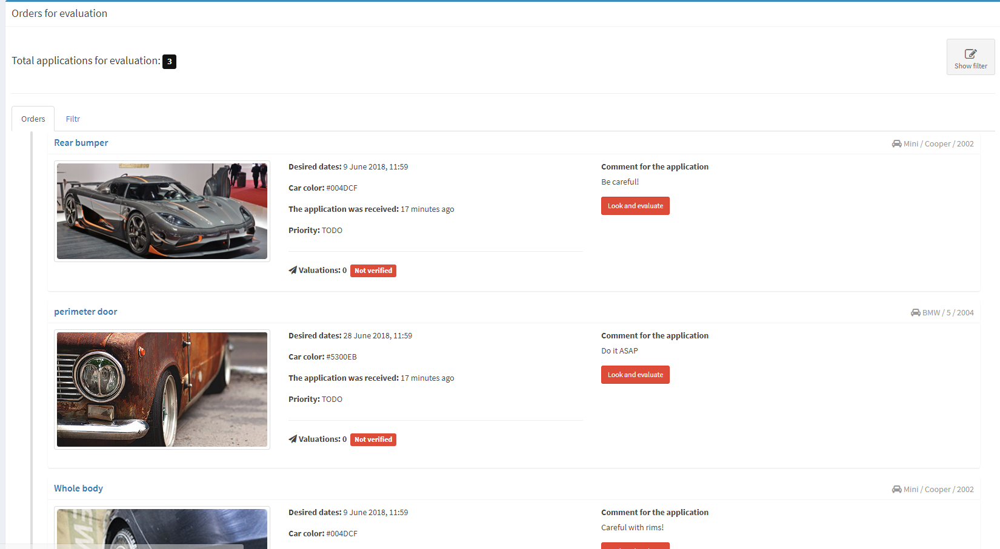 Orders for evaluation
Total applications for evaluation: 3
Show filter
Orders Filtr
Rear bumper
Mini / Cooper / 2002
Desired dates: 9 June 2018, 11:59
Car color: #004DCF
The application was received: 17 minutes ago
Priority: TODO
Valuations: 0 Not verified
Comment for the application
Be careful!
Look and evaluate
perimeter door
BMW / 5 / 2004
Desired dates: 28 June 2018, 11:59
Car color: #5300EB
The application was received: 17 minutes ago
Priority: TODO
Valuations: 0 Not verified
Comment for the application
Do it ASAP
Look and evaluate
Whole body
Mini / Cooper / 2002
Desired dates: 9 June 2018, 11:59
Car color: #004DCF
Comment for the application
Careful with rims!